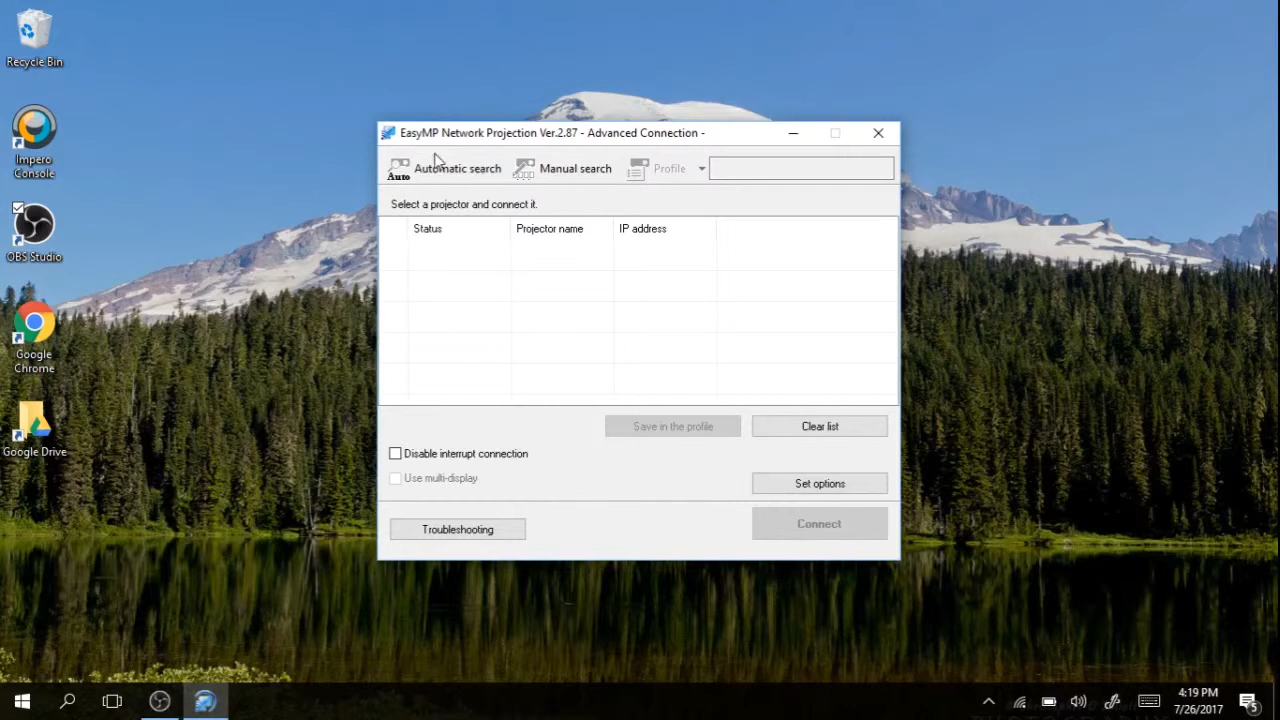 Recycle Bin
Impero
Console
OBS Studio
Google
Chrome
Google Drive
EasyMP Network Projection Ver.2.87 - Advanced Connection -
Auto Automatic search Manual search Profile
Select a projector and connect it.
Status Projector name IP address
Save in the profile Clear list
Disable interrupt connection
Use multi-display
Set options
Troubleshooting Connect
4:19 PM
7/26/2017
5